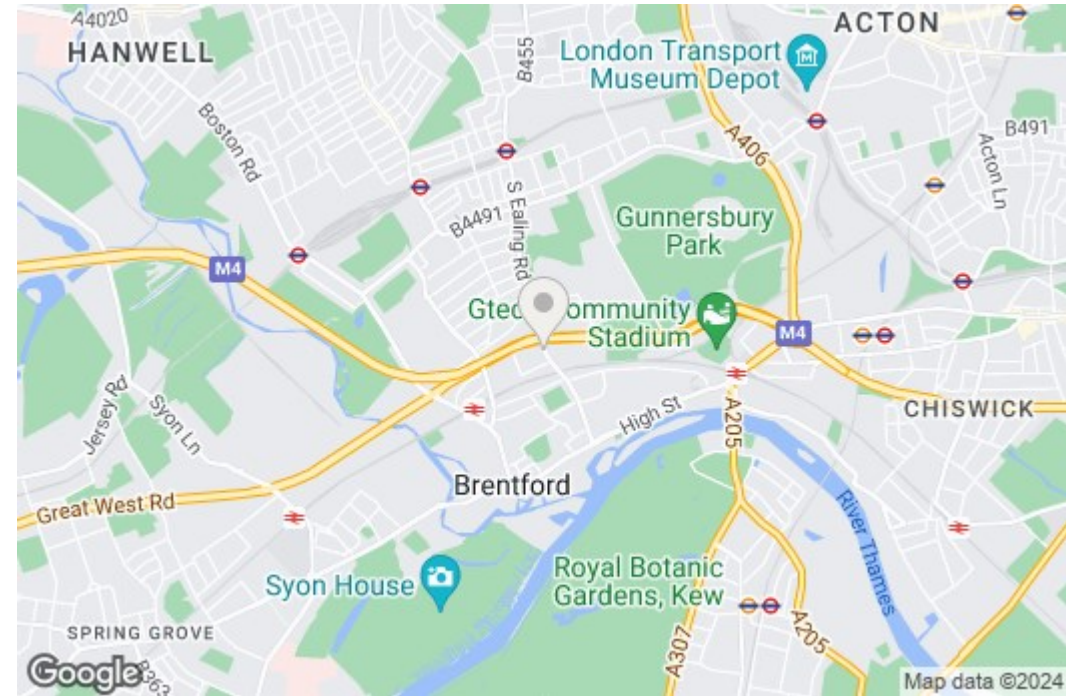 A4020
HANWELL
B455
ACTON
London Transport
Museum Depot
Boston Rd
A406
B491
Acton Ln
S Ealing Rd
B4491
Gunnersbury
Park
M4
Community
Stadium
M4
Jersey Rd
Syon Ln
High St
A205
CHISWICK
Great West Rd
Brentford
River Thames
Syon House
Royal Botanic
Gardens, Kew
A307
A205
SPRING GROVE
B363
Google
Map data ©2024